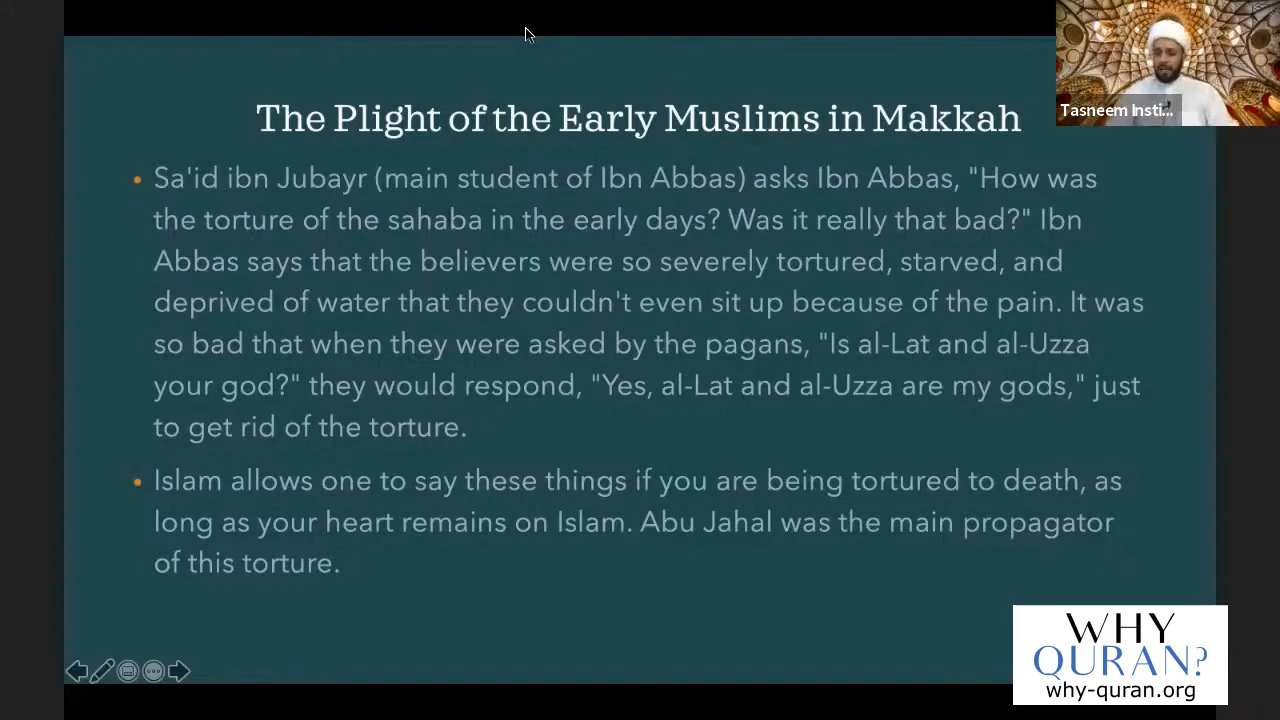 Tasneem Insti...
The Plight of the Early Muslims in Makkah
• Sa'id ibn Jubayr (main student of Ibn Abbas) asks Ibn Abbas, "How was
the torture of the sahaba in the early days? Was it really that bad?" Ibn
Abbas says that the believers were so severely tortured, starved, and
deprived of water that they couldn't even sit up because of the pain. It was
so bad that when they were asked by the pagans, "Is al-Lat and al-Uzza
your god?" they would respond, "Yes, al-Lat and al-Uzza are my gods," just
to get rid of the torture.
• Islam allows one to say these things if you are being tortured to death, as
long as your heart remains on Islam. Abu Jahal was the main propagator
of this torture.
WHY
QURAN?
why-quran.org